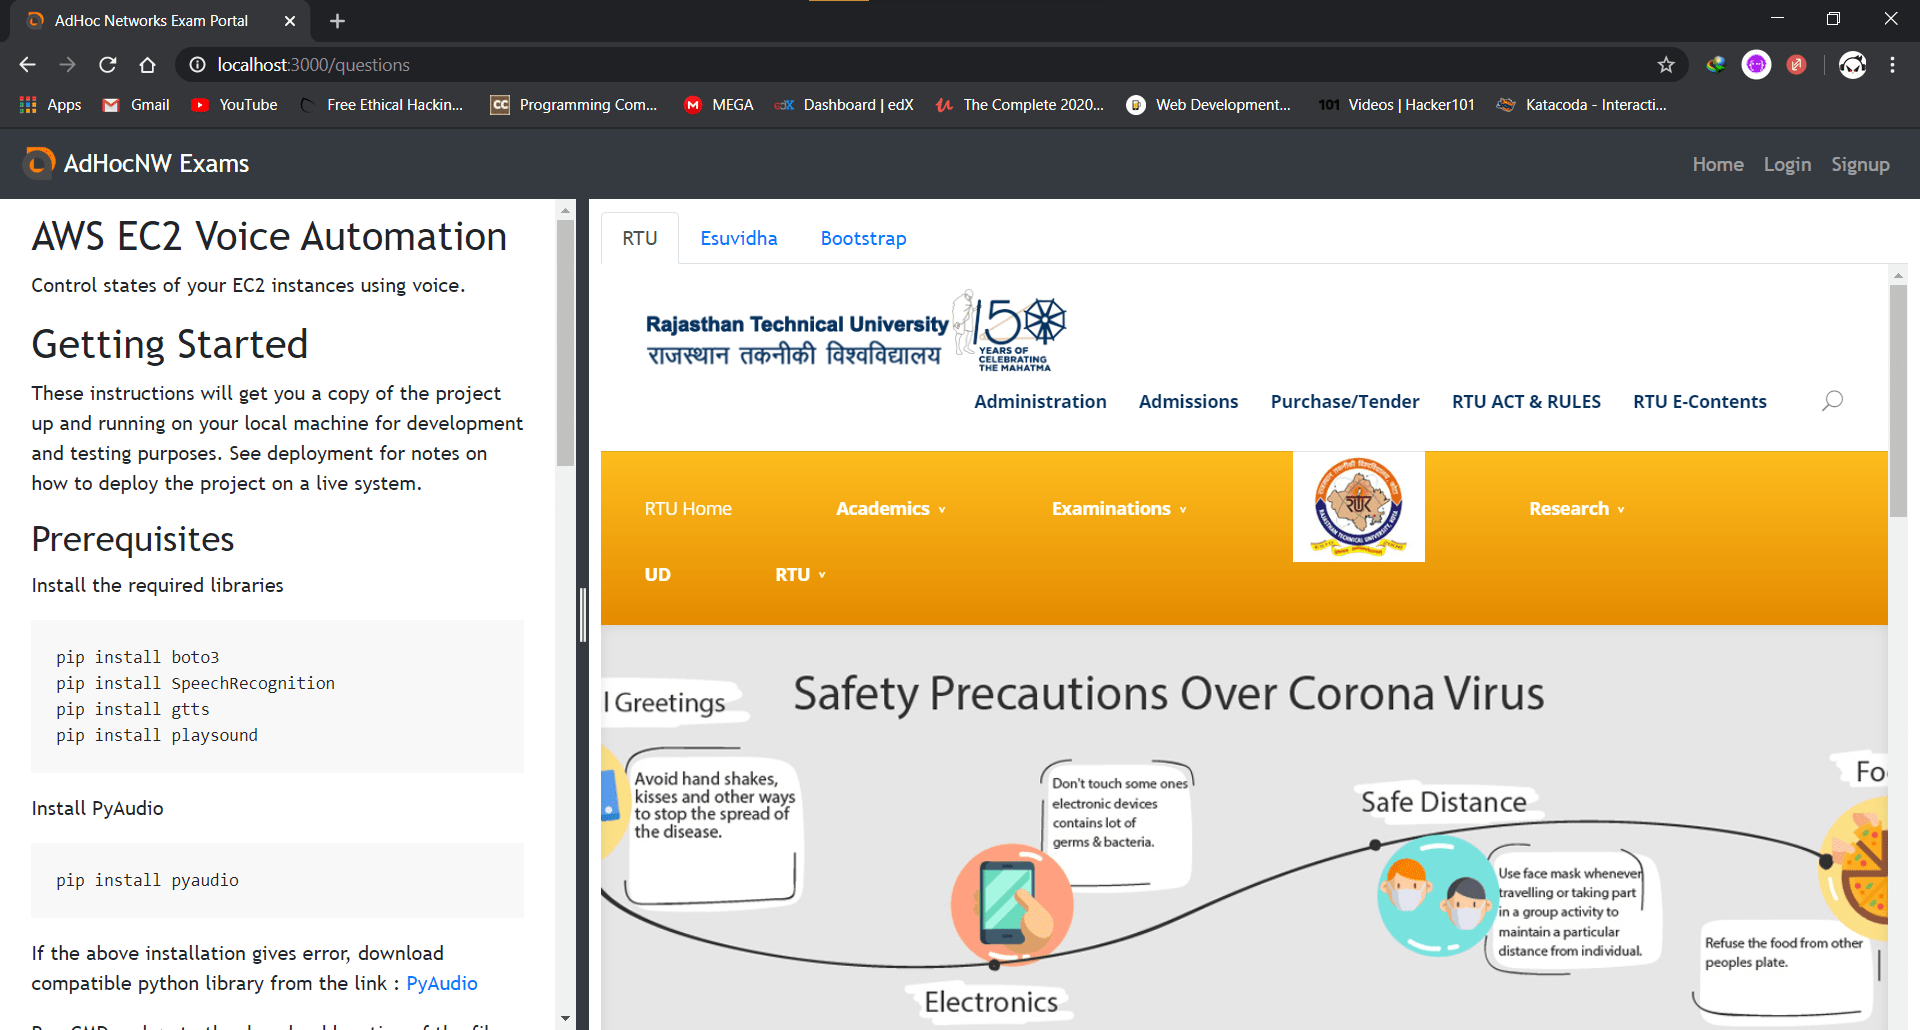 AdHoc Networks Exam Portal
localhost:3000/questions
Apps
Gmail
YouTube
Free Ethical Hackin...
CC
Programming Com...
M
MEGA
edX
Dashboard | edX
The Complete 2020...
Web Development...
101
Videos | Hacker101
Katacoda - Interacti...
AdHocNW Exams
Home
Login
Signup
AWS EC2 Voice Automation
Control states of your EC2 instances using voice.
Getting Started
These instructions will get you a copy of the project
up and running on your local machine for development
and testing purposes. See deployment for notes on
how to deploy the project on a live system.
Prerequisites
Install the required libraries
pip install boto3
pip install SpeechRecognition
pip install gtts
pip install playsound
Install PyAudio
pip install pyaudio
If the above installation gives error, download
compatible python library from the link : PyAudio
RTU
Esuvidha
Bootstrap
Rajasthan Technical University
राजस्थान तकनीकी विश्वविद्यालय
150
YEARS OF
CELEBRATING
THE MAHATMA
Administration
Admissions
Purchase/Tender
RTU ACT & RULES
RTU E-Contents
RTU Home
Academics
Examinations
Research
UD
RTU
Safety Precautions Over Corona Virus
l Greetings
Avoid hand shakes,
kisses and other ways
to stop the spread of
the disease.
Don't touch some ones
electronic devices
contains lot of
germs & bacteria.
Electronics
Safe Distance
Use face mask whenever
travelling or taking part
in a group activity to
maintain a particular
distance from individual.
Fo
Refuse the food from other
peoples plate.